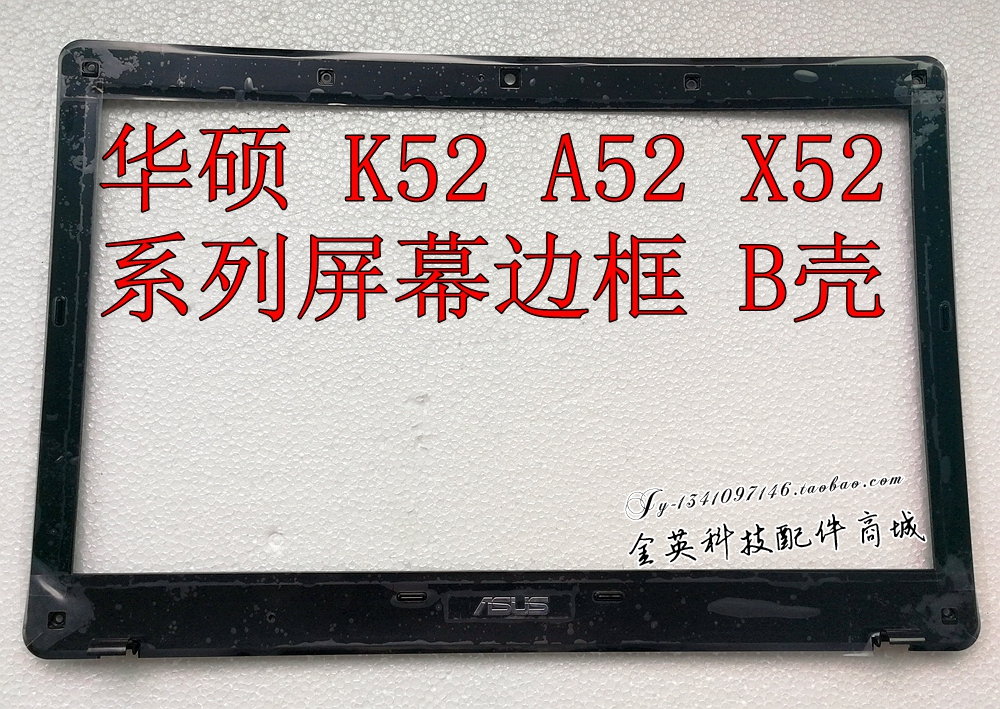 华硕 K52 A52 X52
系列屏幕边框 B壳
Jy-1341097146.taobao.com
金英科技配件商城
ASUS